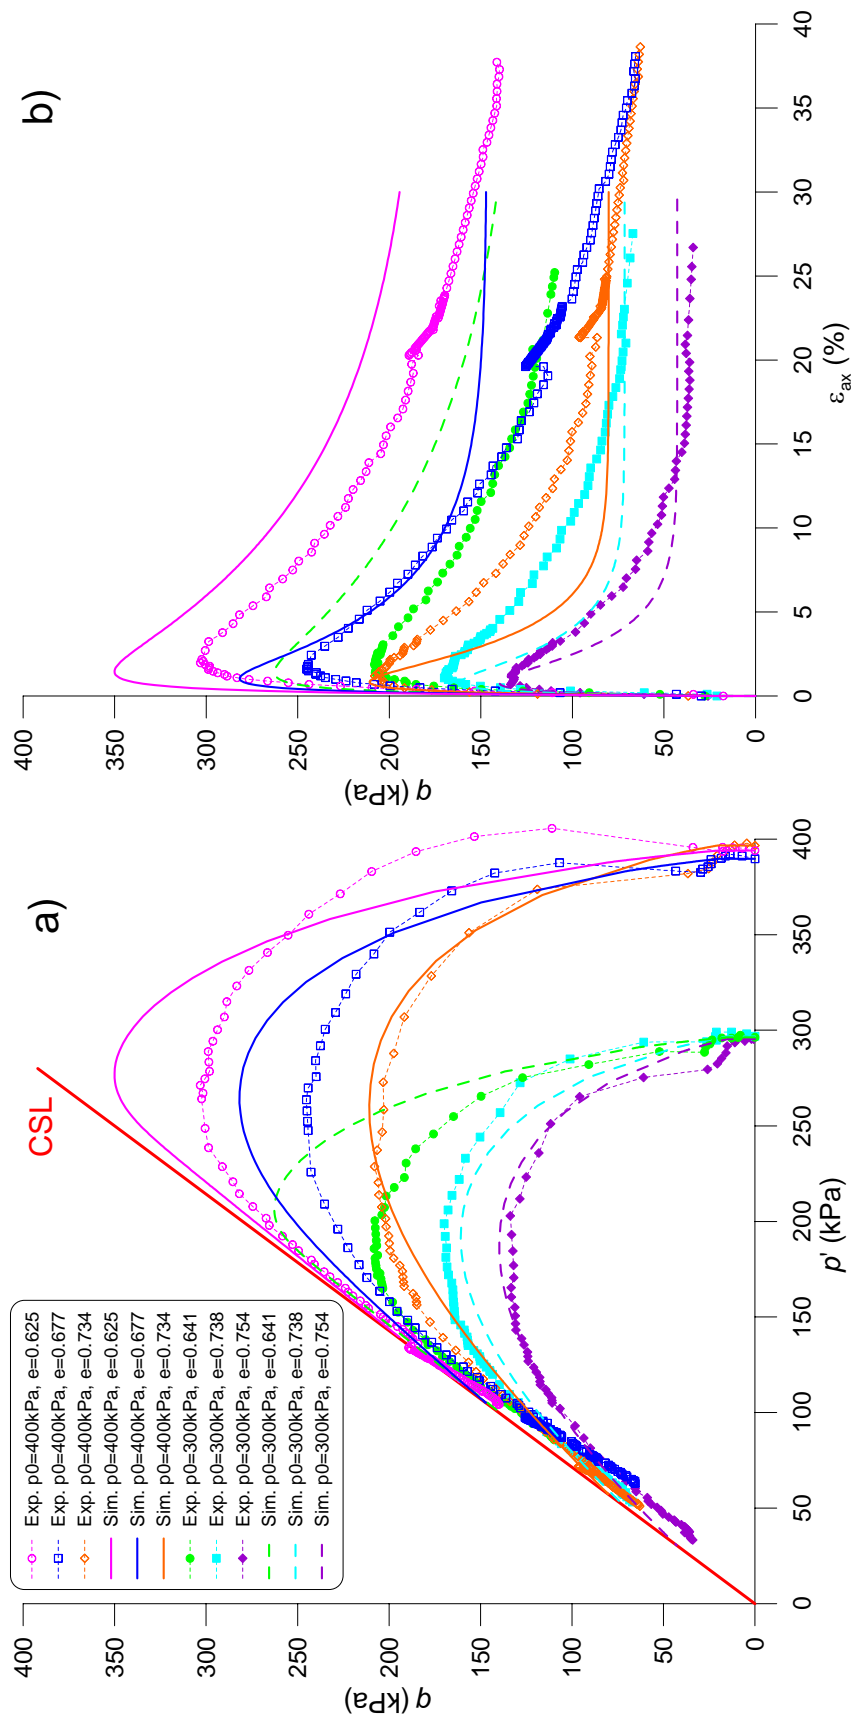 a)
CSL
Exp. p0=400kPa, e=0.625
Exp. p0=400kPa, e=0.677
Exp. p0=400kPa, e=0.734
Sim. p0=400kPa, e=0.625
Sim. p0=400kPa, e=0.677
Sim. p0=400kPa, e=0.734
Exp. p0=300kPa, e=0.641
Exp. p0=300kPa, e=0.738
Exp. p0=300kPa, e=0.754
Sim. p0=300kPa, e=0.641
Sim. p0=300kPa, e=0.738
Sim. p0=300kPa, e=0.754
q (kPa)
400
350
300
250
200
150
100
50
0
0 50 100 150 200 250 300 350 400
p' (kPa)
b)
q (kPa)
400
350
300
250
200
150
100
50
0
0 5 10 15 20 25 30 35 40
εax (%)